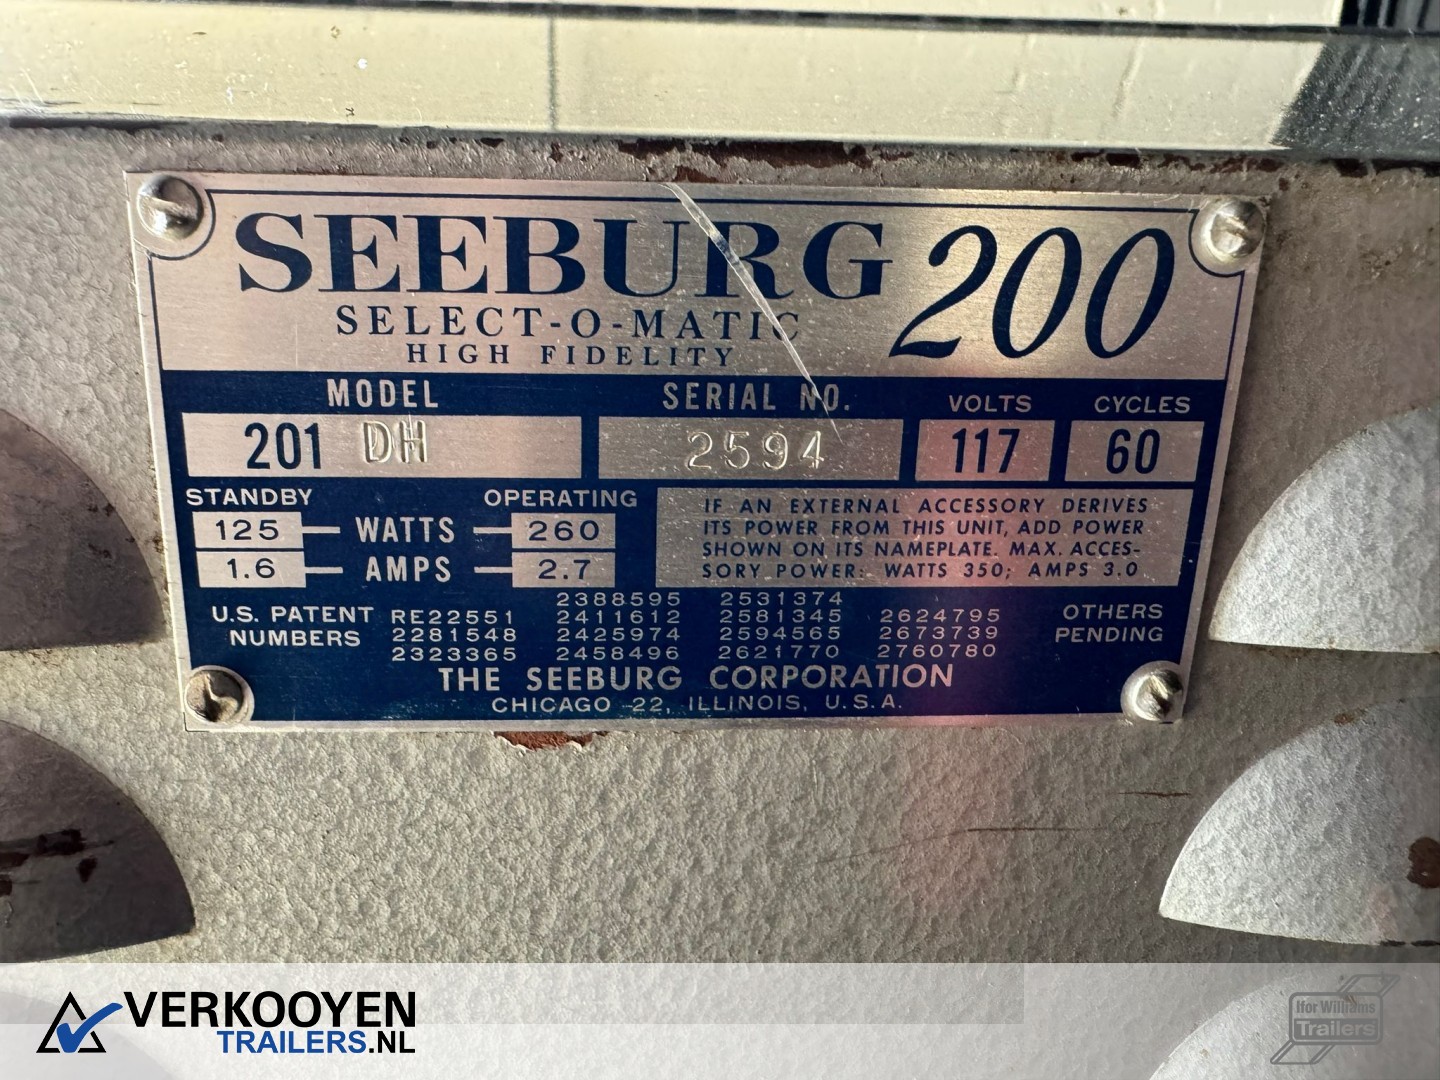 SEEBURG 200
SELECT-O-MATIC
HIGH FIDELITY
MODEL SERIAL NO. VOLTS CYCLES
201 DH 2594 117 60
STANDBY OPERATING
125 WATTS 260
1.6 AMPS 2.7
IF AN EXTERNAL ACCESSORY DERIVES
ITS POWER FROM THIS UNIT, ADD POWER
SHOWN ON ITS NAMEPLATE. MAX. ACCES-
SORY POWER: WATTS 350; AMPS 3.0
U.S. PATENT
NUMBERS
RE22551
2281548
2323365
2388595
2411612
2425974
2458496
2531374
2581345
2594565
2621770
2624795
2673739
2760780
OTHERS
PENDING
THE SEEBURG CORPORATION
CHICAGO 22, ILLINOIS, U.S.A.
VERKOOYEN
TRAILERS.NL
Ifor Williams
Trailers